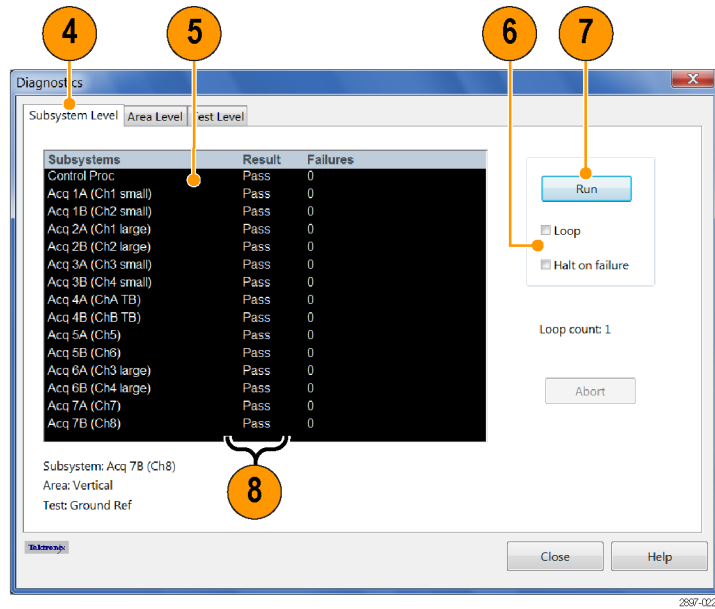 4 5 6 7
Diagnostics
X
Subsystem Level Area Level Test Level
Subsystems Result Failures
Control Proc Pass 0
Acq 1A (Ch1 small) Pass 0
Acq 1B (Ch2 small) Pass 0
Acq 2A (Ch1 large) Pass 0
Acq 2B (Ch2 large) Pass 0
Acq 3A (Ch3 small) Pass 0
Acq 3B (Ch4 small) Pass 0
Acq 4A (ChA TB) Pass 0
Acq 4B (ChB TB) Pass 0
Acq 5A (Ch5) Pass 0
Acq 5B (Ch6) Pass 0
Acq 6A (Ch3 large) Pass 0
Acq 6B (Ch4 large) Pass 0
Acq 7A (Ch7) Pass 0
Acq 7B (Ch8) Pass 0
Run
Loop
Halt on failure
Loop count: 1
Abort
8
Subsystem: Acq 7B (Ch8)
Area: Vertical
Test: Ground Ref
Tektronix
Close Help
2897-022